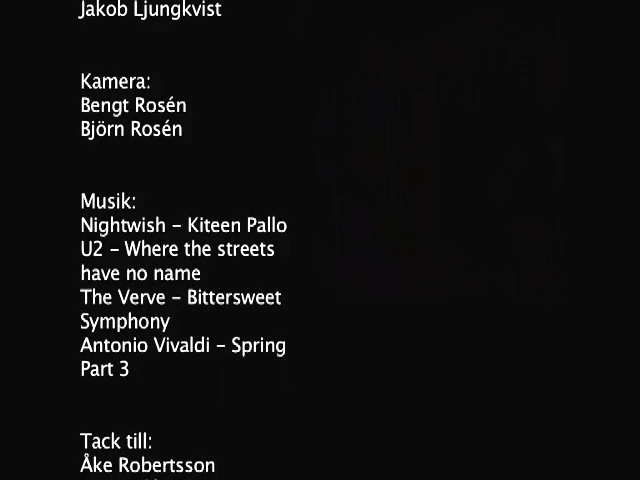 Jakob Ljungkvist
Kamera:
Bengt Rosén
Björn Rosén
Musik:
Nightwish – Kiteen Pallo
U2 – Where the streets
have no name
The Verve – Bittersweet
Symphony
Antonio Vivaldi – Spring
Part 3
Tack till:
Åke Robertsson